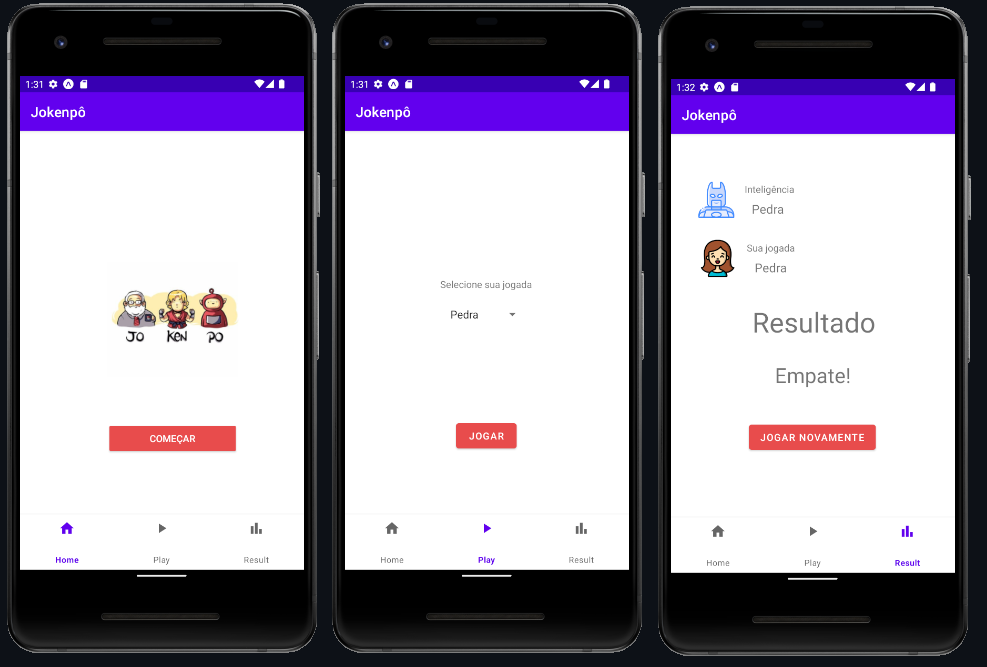 1:31
Jokenpô
JO KEN PO
COMEÇAR
Home Play Result
1:31
Jokenpô
Selecione sua jogada
Pedra
JOGAR
Home Play Result
1:32
Jokenpô
Inteligência
Pedra
Sua jogada
Pedra
Resultado
Empate!
JOGAR NOVAMENTE
Home Play Result